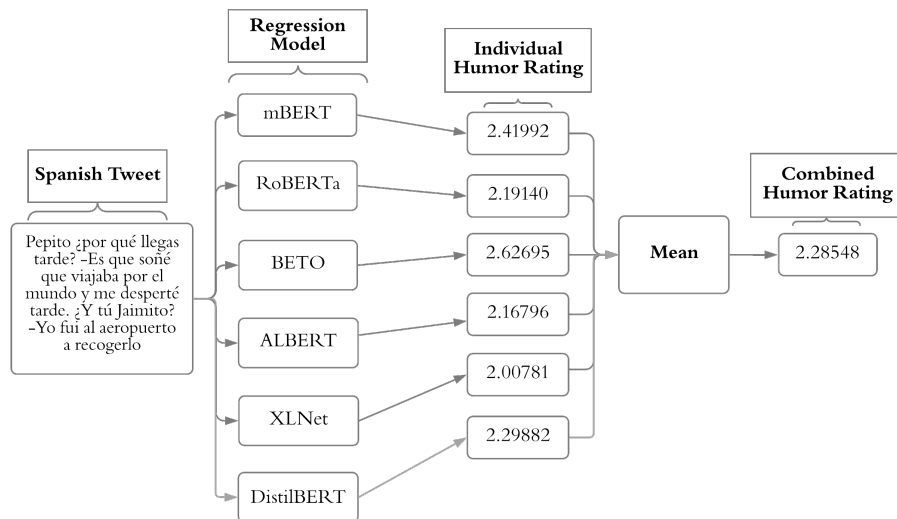 Regression
Model
Individual
Humor Rating
mBERT
2.41992
Spanish Tweet
RoBERTa
2.19140
Combined
Humor Rating
Pepito ¿por qué llegas
tarde? -Es que soñé
que viajaba por el
mundo y me desperté
tarde. ¿Y tú Jaimito?
-Yo fui al aeropuerto
a recogerlo
BETO
2.62695
Mean
2.28548
ALBERT
2.16796
XLNet
2.00781
DistilBERT
2.29882